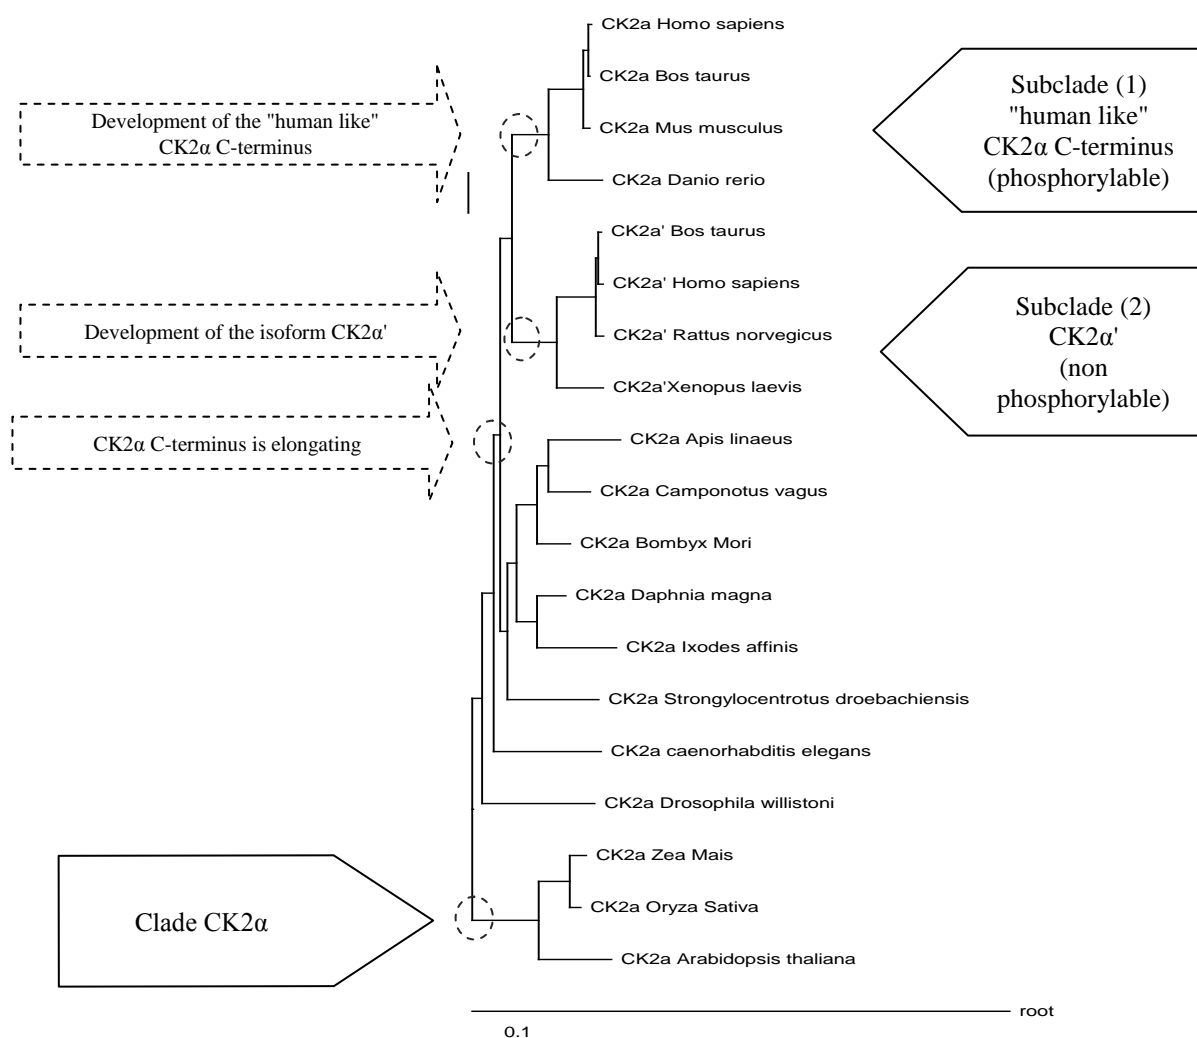 CK2a Homo sapiens
CK2a Bos taurus
CK2a Mus musculus
CK2a Danio rerio
CK2a' Bos taurus
CK2a' Homo sapiens
CK2a' Rattus norvegicus
CK2a'Xenopus laevis
CK2a Apis linaeus
CK2a Camponotus vagus
CK2a Bombyx Mori
CK2a Daphnia magna
CK2a Ixodes affinis
CK2a Strongylocentrotus droebachiensis
CK2a caenorhabditis elegans
CK2a Drosophila willistoni
CK2a Zea Mais
CK2a Oryza Sativa
CK2a Arabidopsis thaliana
root
0.1
Development of the "human like"
CK2α C-terminus
Development of the isoform CK2α'
CK2α C-terminus is elongating
Clade CK2α
Subclade (1)
"human like"
CK2α C-terminus
(phosphorylable)
Subclade (2)
CK2α'
(non
phosphorylable)